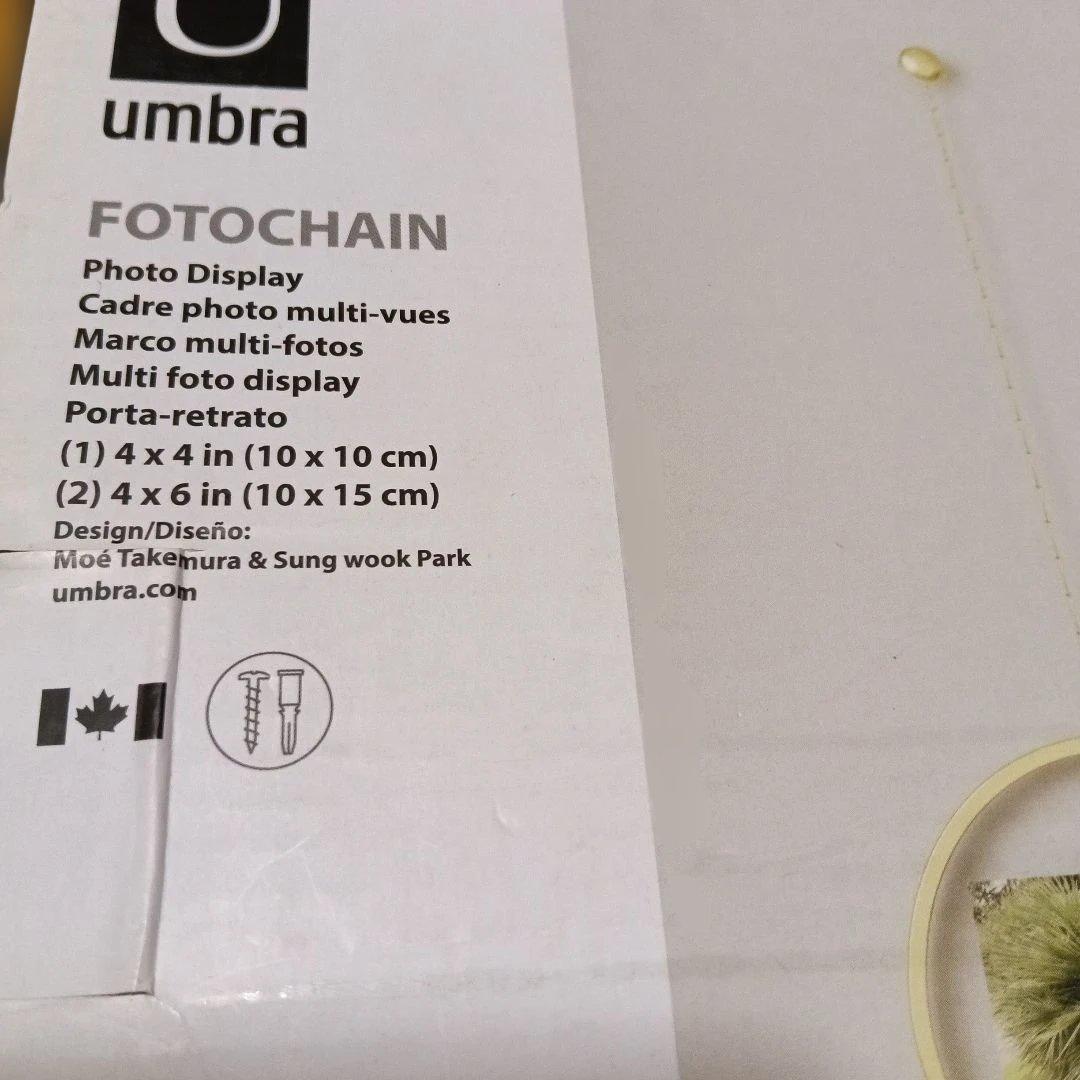 umbra
FOTOCHAIN
Photo Display
Cadre photo multi-vues
Marco multi-fotos
Multi foto display
Porta-retrato
(1) 4 x 4 in (10 x 10 cm)
(2) 4 x 6 in (10 x 15 cm)
Design/Diseño:
Moé Takemura & Sung wook Park
umbra.com